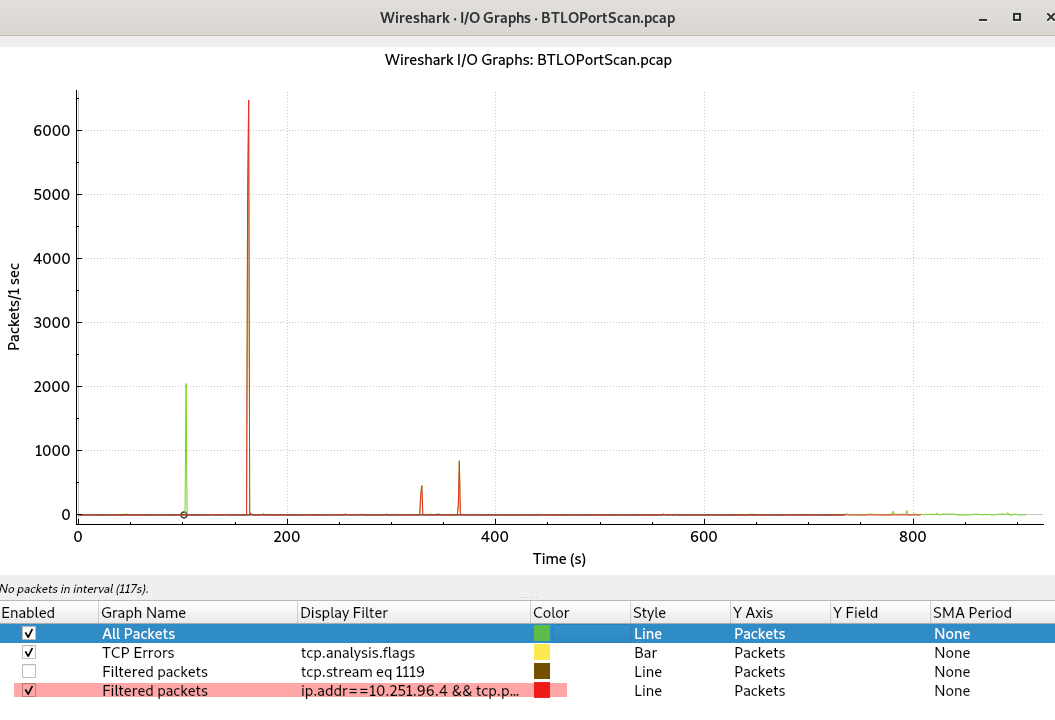 Wireshark · I/O Graphs · BTLOPortScan.pcap
Wireshark I/O Graphs: BTLOPortScan.pcap
6000
5000
4000
3000
2000
1000
0
Packets/1 sec
0 200 400 600 800
Time (s)
No packets in interval (117s).
Enabled Graph Name Display Filter Color Style Y Axis Y Field SMA Period
All Packets Line Packets None
TCP Errors tcp.analysis.flags Bar Packets None
Filtered packets tcp.stream eq 1119 Line Packets None
Filtered packets ip.addr==10.251.96.4 && tcp.p... Line Packets None